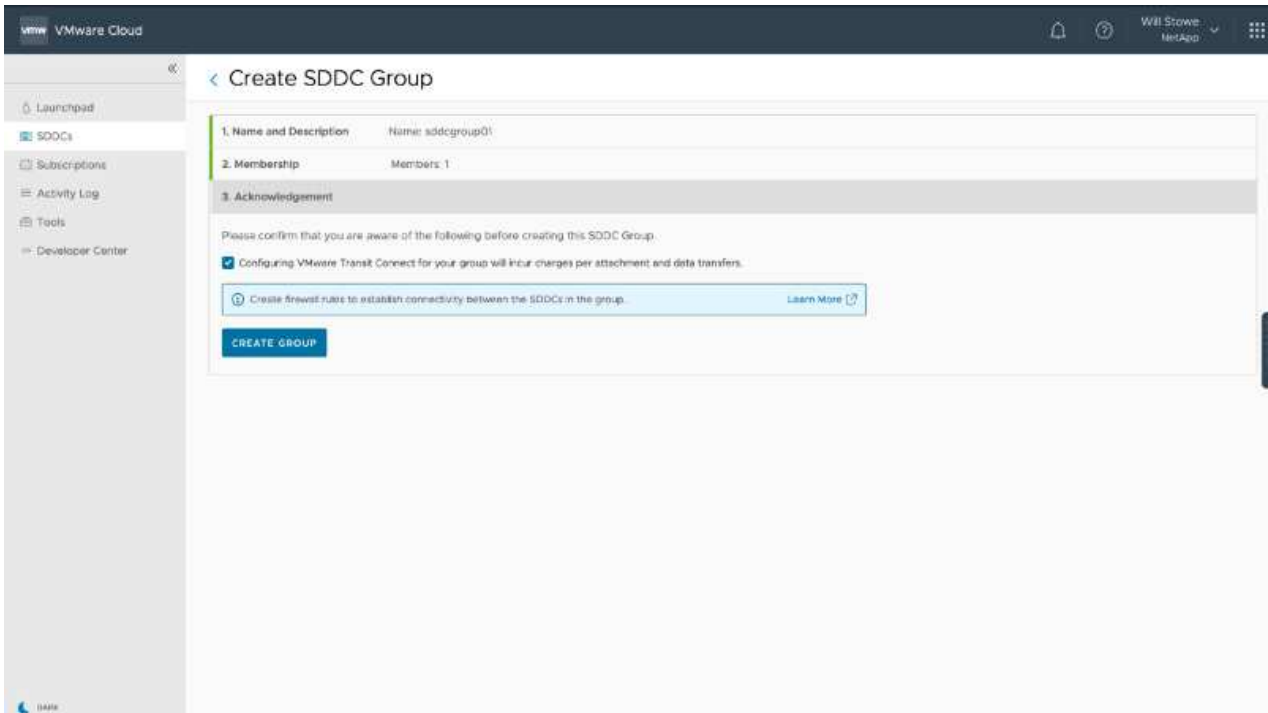 vmw VMware Cloud
Will Stowe
NetApp
Create SDDC Group
Launchpad
SDDCs
Subscriptions
Activity Log
Tools
Developer Center
1. Name and Description Name: sddcgroup01
2. Membership Members: 1
3. Acknowledgement
Please confirm that you are aware of the following before creating this SDDC Group.
Configuring VMware Transit Connect for your group will incur charges per attachment and data transfers.
Create firewall rules to establish connectivity between the SDDCs in the group. Learn More
CREATE GROUP
DARK